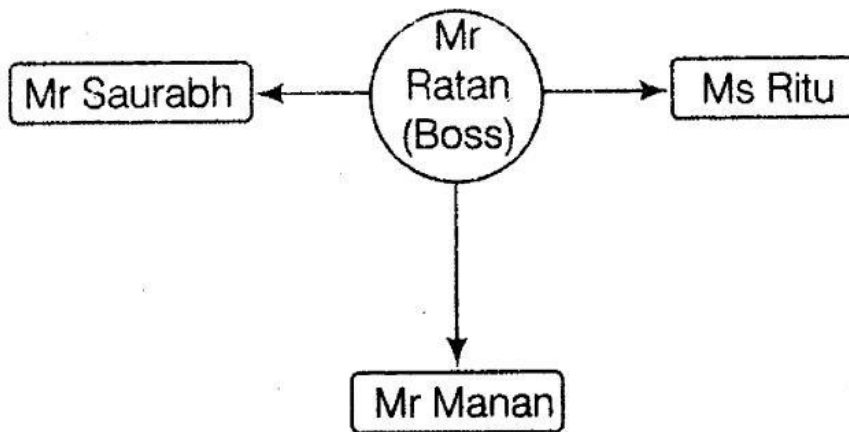 Mr
Ratan
(Boss)
Mr Saurabh
Ms Ritu
Mr Manan